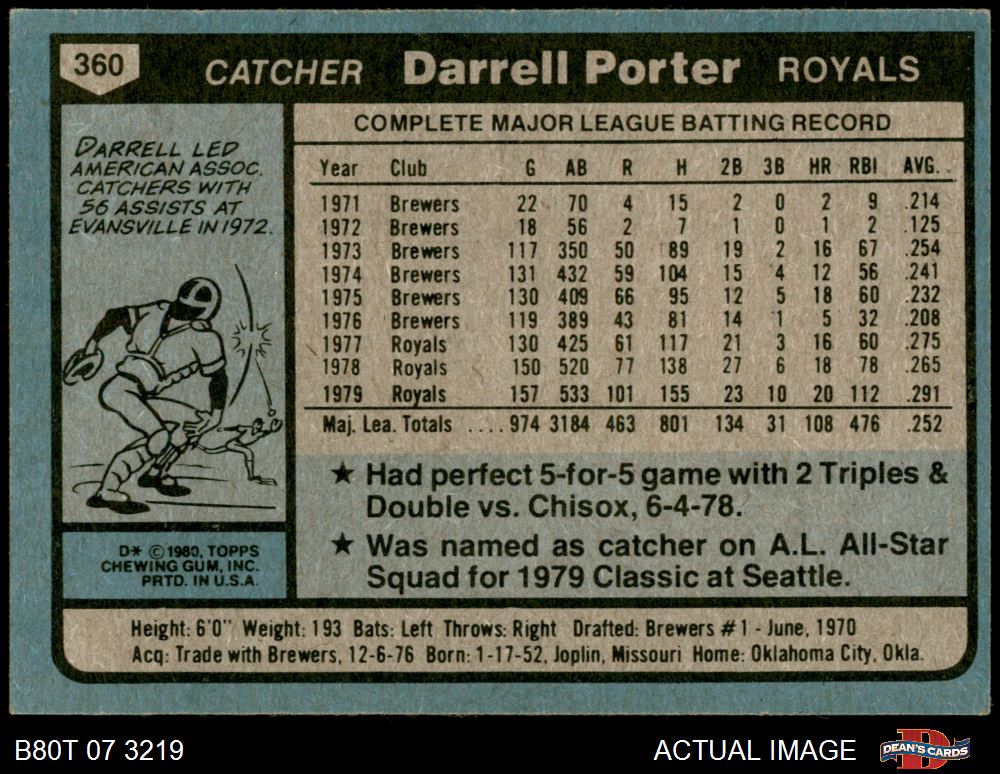 360 CATCHER Darrell Porter ROYALS
DARRELL LED
AMERICAN ASSOC.
CATCHERS WITH
56 ASSISTS AT
EVANSVILLE IN 1972.
D* © 1980, TOPPS
CHEWING GUM, INC.
PRTD. IN U.S.A.
COMPLETE MAJOR LEAGUE BATTING RECORD
Year Club G AB R H 2B 3B HR RBI AVG.
1971 Brewers 22 70 4 15 2 0 2 9 .214
1972 Brewers 18 56 2 7 1 0 1 2 .125
1973 Brewers 117 350 50 89 19 2 16 67 .254
1974 Brewers 131 432 59 104 15 4 12 56 .241
1975 Brewers 130 409 66 95 12 5 18 60 .232
1976 Brewers 119 389 43 81 14 1 5 32 .208
1977 Royals 130 425 61 117 21 3 16 60 .275
1978 Royals 150 520 77 138 27 6 18 78 .265
1979 Royals 157 533 101 155 23 10 20 112 .291
Maj. Lea. Totals .... 974 3184 463 801 134 31 108 476 .252
★ Had perfect 5-for-5 game with 2 Triples &
Double vs. Chisox, 6-4-78.
★ Was named as catcher on A.L. All-Star
Squad for 1979 Classic at Seattle.
Height: 6'0" Weight: 193 Bats: Left Throws: Right Drafted: Brewers #1 - June, 1970
Acq: Trade with Brewers, 12-6-76 Born: 1-17-52, Joplin, Missouri Home: Oklahoma City, Okla.
B80T 07 3219 ACTUAL IMAGE DEAN'S CARDS